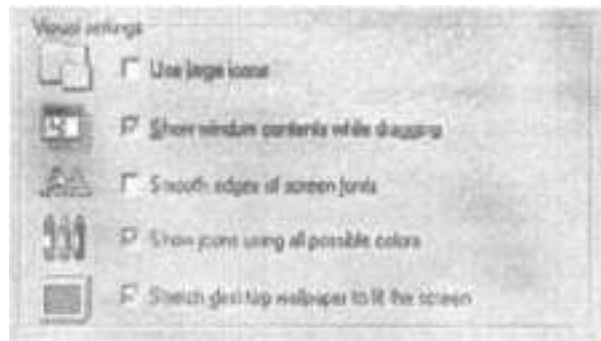 Visual settings
Use large icons
Show window contents while dragging
Smooth edges of screen fonts
Show icons using all possible colors
Stretch desktop wallpaper to fit the screen